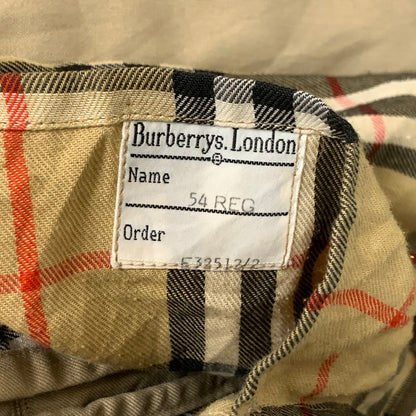 Burberrys. London
Name
54 REG
Order
E32512/2